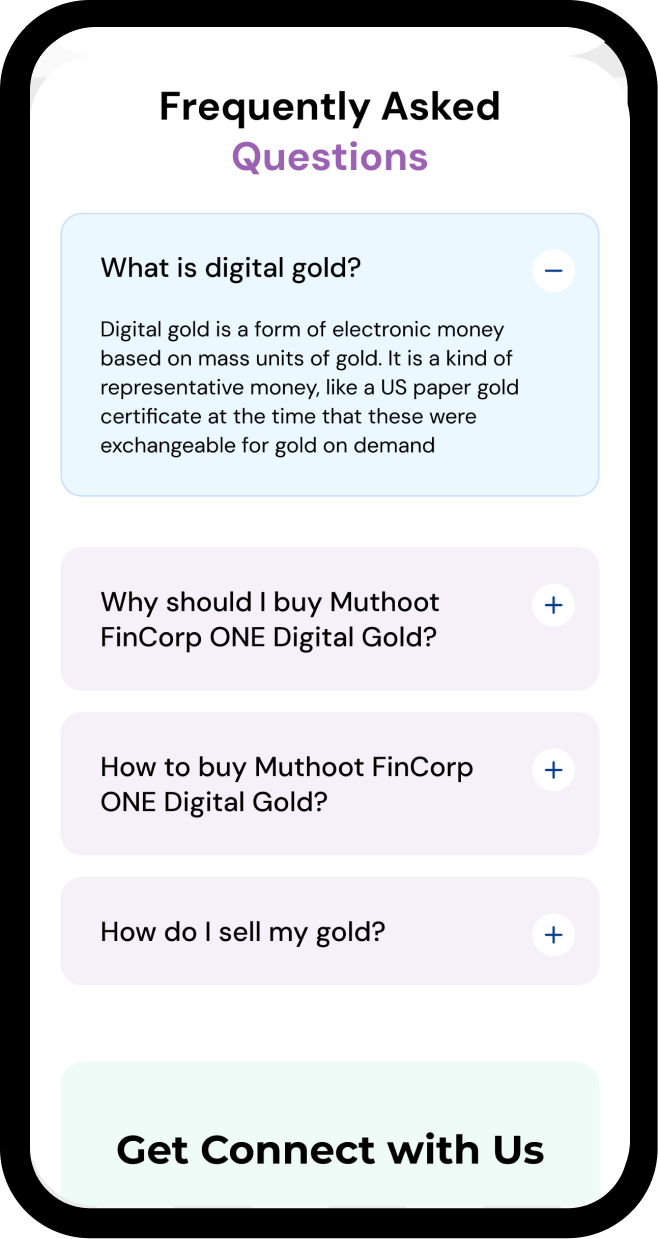 Frequently Asked
Questions
What is digital gold?
Digital gold is a form of electronic money
based on mass units of gold. It is a kind of
representative money, like a US paper gold
certificate at the time that these were
exchangeable for gold on demand
Why should I buy Muthoot
FinCorp ONE Digital Gold?
How to buy Muthoot FinCorp
ONE Digital Gold?
How do I sell my gold?
Get Connect with Us